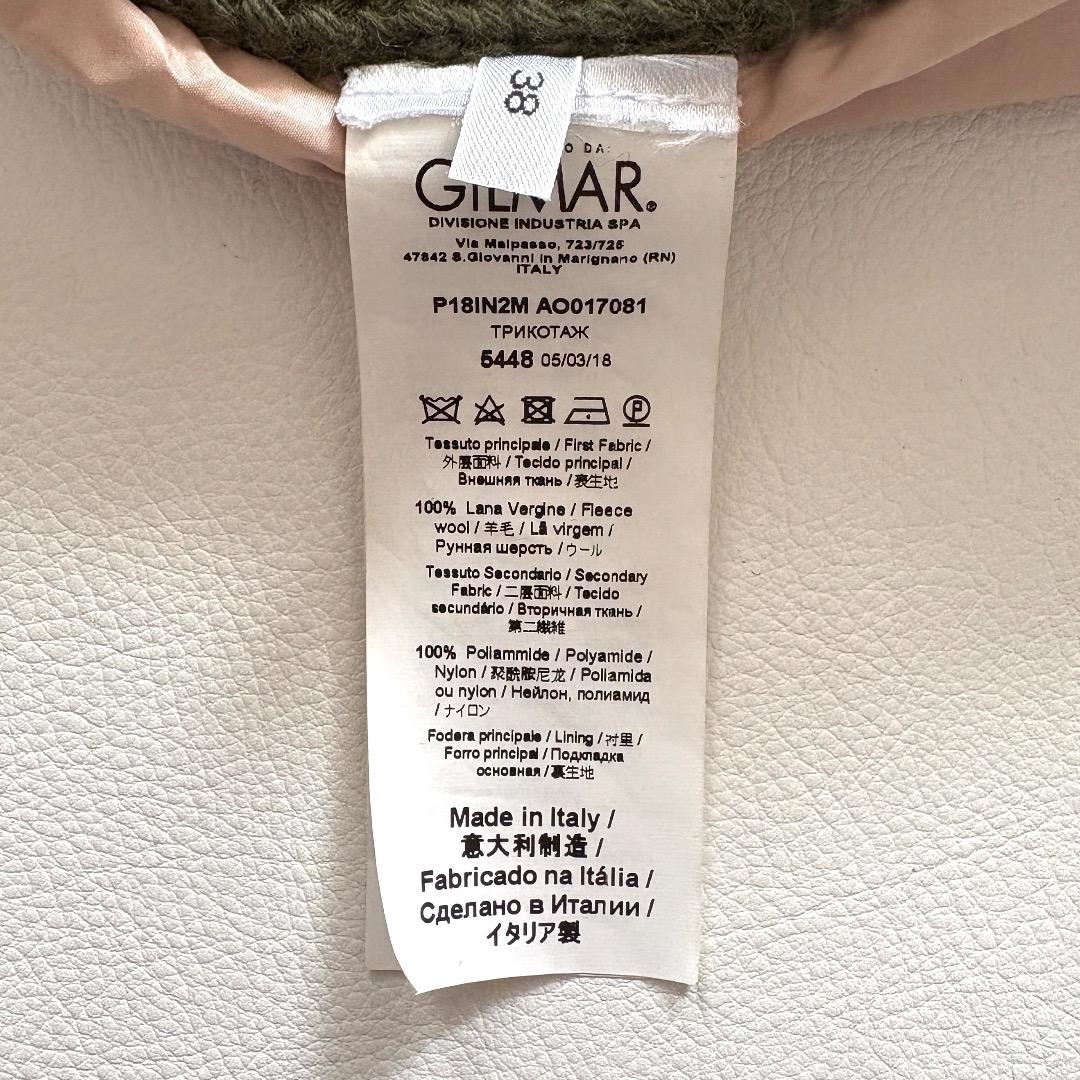 38
O DA:
GILMAR.
DIVISIONE INDUSTRIA SPA
Via Malpasso, 723/725
47842 S.Giovanni in Marignano (RN)
ITALY
P18IN2M AO017081
ТРИКОТАЖ
5448 05/03/18
P
Tessuto principale / First Fabric /
外层面料 / Tecido principal /
Внешняя ткань / 表生地
100% Lana Vergine / Fleece
wool / 羊毛 / Lã virgem /
Рунная шерсть / ウール
Tessuto Secondario / Secondary
Fabric / 二层面料 / Tecido
secundário / Вторичная ткань /
第二繊維
100% Poliammide / Polyamide /
Nylon / 聚酰胺尼龙 / Poliamida
ou nylon / Нейлон, полиамид
/ ナイロン
Fodera principale / Lining / 衬里 /
Forro principal / Подкладка
основная / 裏生地
Made in Italy /
意大利制造 /
Fabricado na Itália /
Сделано в Италии /
イタリア製